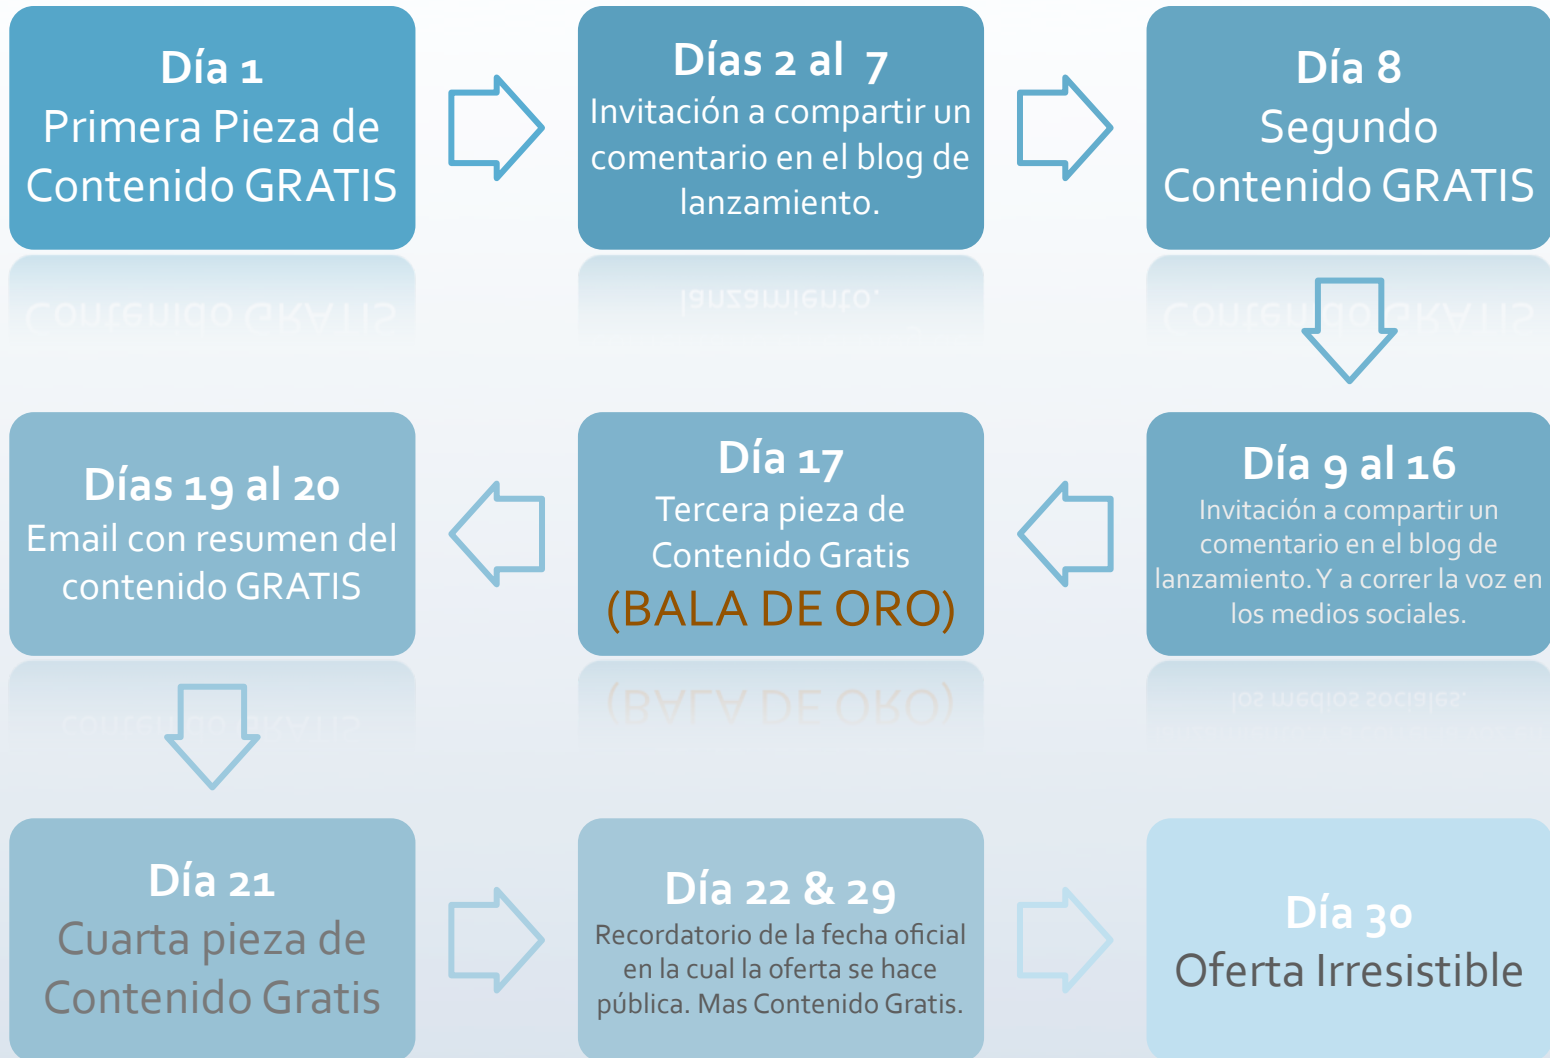 Día 1
Primera Pieza de
Contenido GRATIS
Días 2 al 7
Invitación a compartir un
comentario en el blog de
lanzamiento.
Día 8
Segundo
Contenido GRATIS
Día 9 al 16
Invitación a compartir un
comentario en el blog de
lanzamiento. Y a correr la voz en
los medios sociales.
Día 17
Tercera pieza de
Contenido Gratis
(BALA DE ORO)
Días 19 al 20
Email con resumen del
contenido GRATIS
Día 21
Cuarta pieza de
Contenido Gratis
Día 22 & 29
Recordatorio de la fecha oficial
en la cual la oferta se hace
pública. Mas Contenido Gratis.
Día 30
Oferta Irresistible